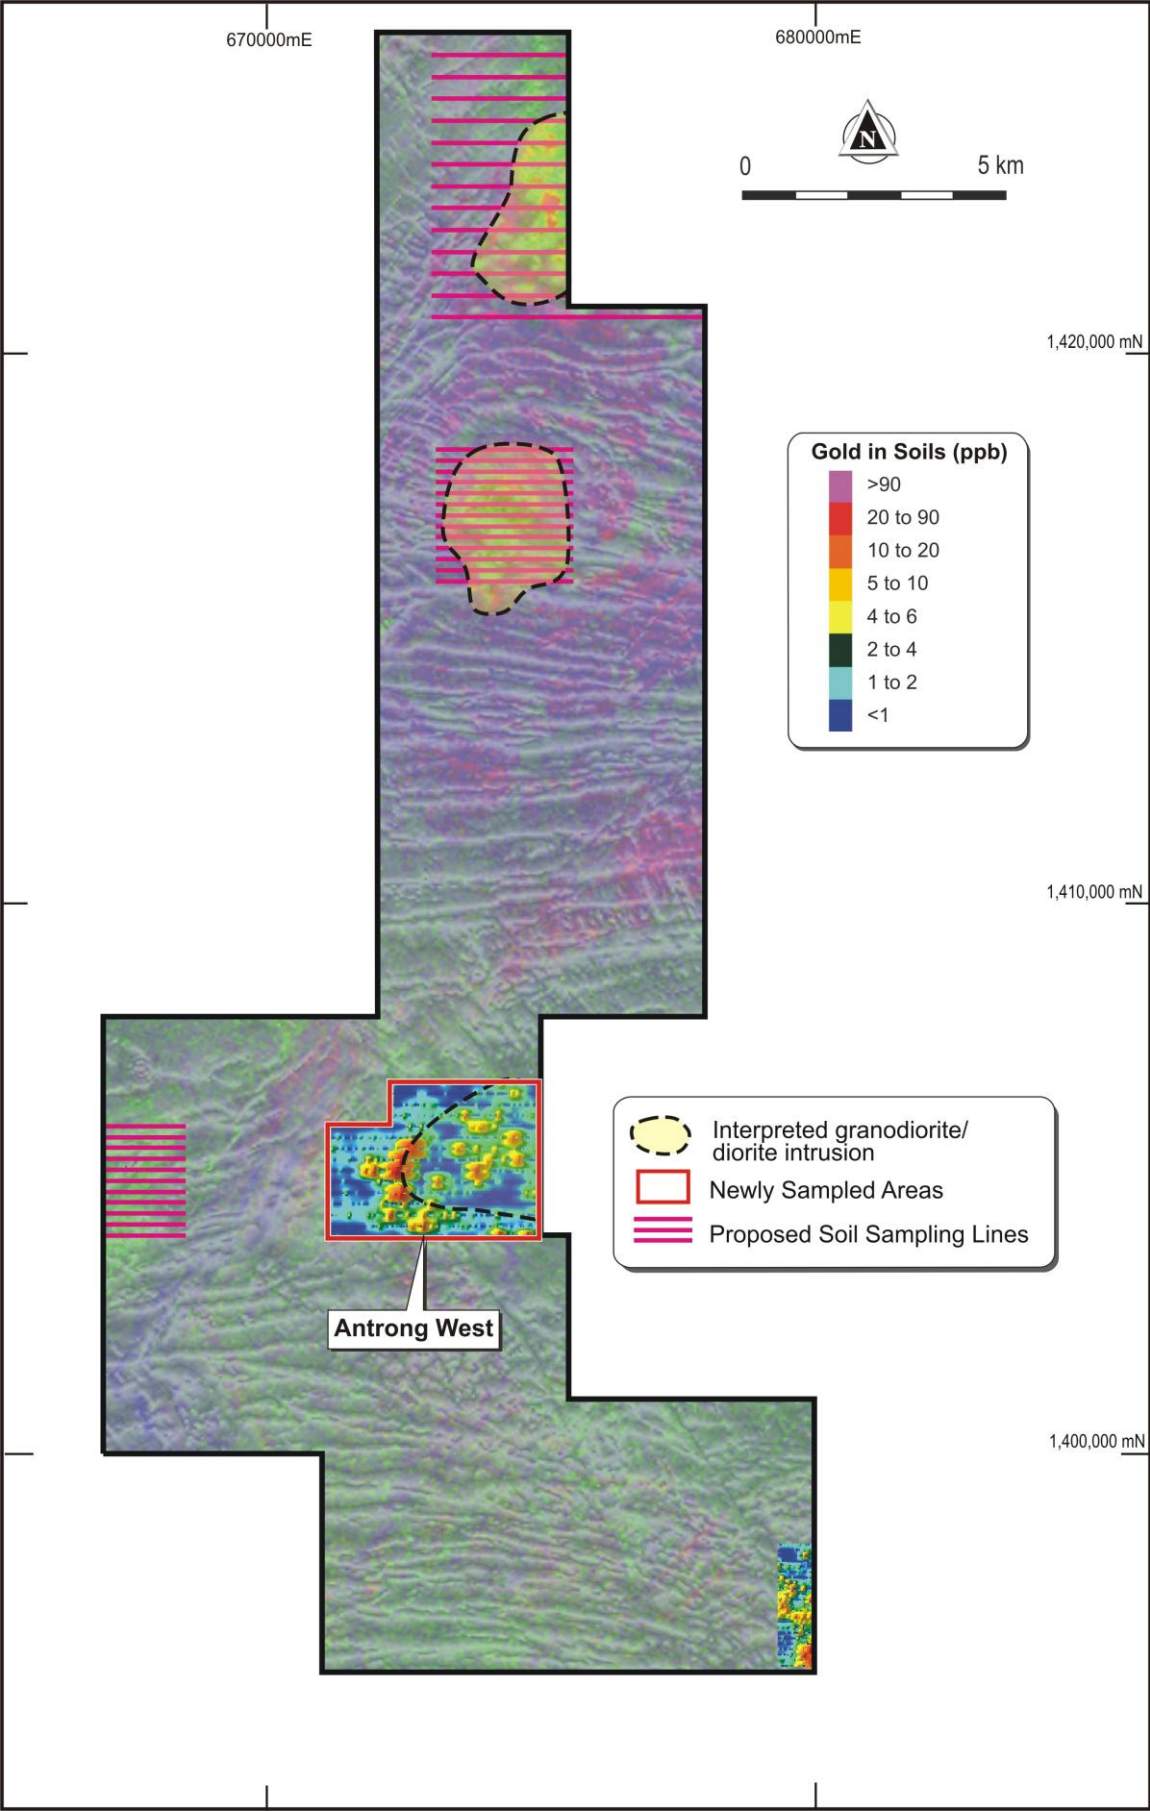 670000mE
680000mE
N
0 5 km
1,420,000 mN
Gold in Soils (ppb)
>90
20 to 90
10 to 20
5 to 10
4 to 6
2 to 4
1 to 2
<1
1,410,000 mN
Interpreted granodiorite/
diorite intrusion
Newly Sampled Areas
Proposed Soil Sampling Lines
Antrong West
1,400,000 mN